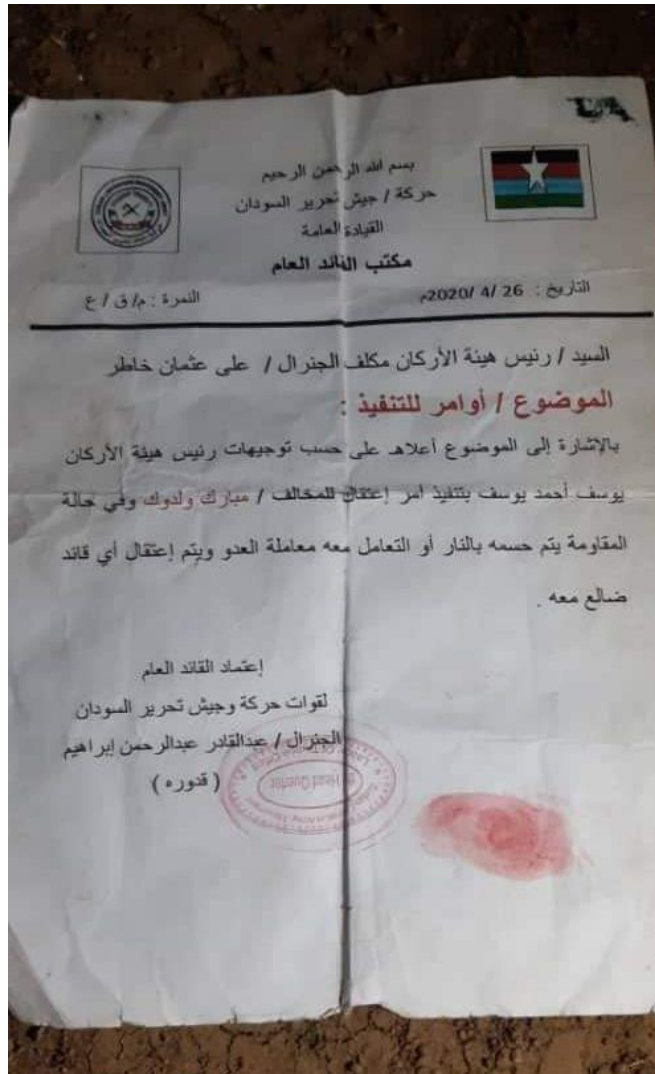 بسم الله الرحمن الرحيم
حركة / جيش تحرير السودان
القيادة العامة
مكتب القائد العام
التاريخ : 26 /4 /2020م
النمرة : م/ ق / ع
السيد / رئيس هيئة الأركان مكلف الجنرال / على عثمان خاطر
الموضوع / أوامر للتنفيذ :
بالإشارة إلى الموضوع أعلاه على حسب توجيهات رئيس هيئة الأركان
يوسف أحمد يوسف بتنفيذ أمر إعتقال للمخالف / مبارك ولدوك وفي حالة
المقاومة يتم حسمه بالنار أو التعامل معه معاملة العدو ويتم إعتقال أي قائد
ضالع معه .
إعتماد القائد العام
لقوات حركة وجيش تحرير السودان
الجنرال / عبدالقادر عبدالرحمن إبراهيم
( قدوره )
Head Quarter